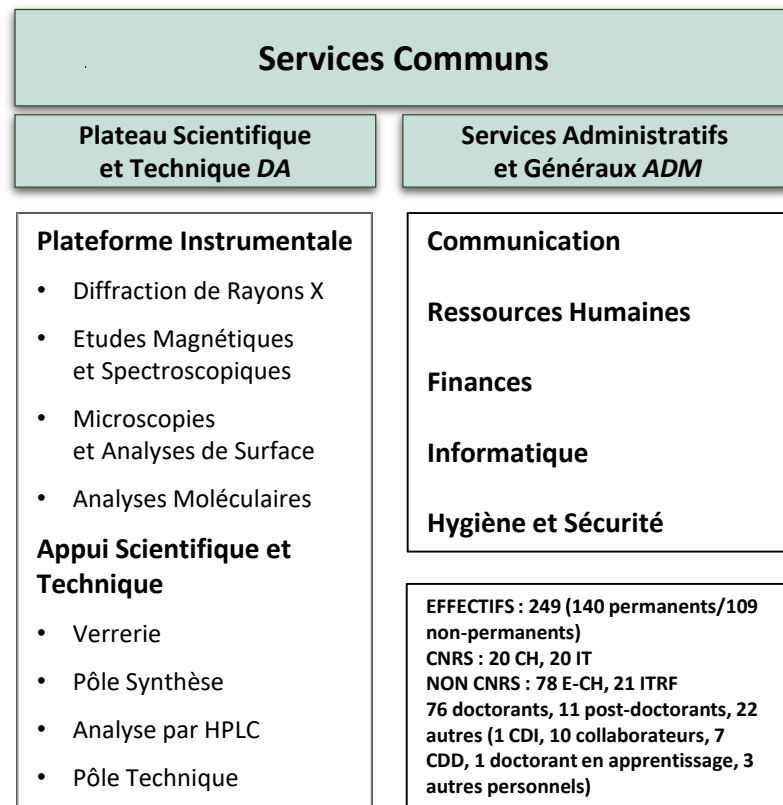 Services Communs
Plateau Scientifique
et Technique DA
Services Administratifs
et Généraux ADM
Plateforme Instrumentale
• Diffraction de Rayons X
• Etudes Magnétiques
et Spectroscopiques
• Microscopies
et Analyses de Surface
• Analyses Moléculaires
Appui Scientifique et
Technique
• Verrerie
• Pôle Synthèse
• Analyse par HPLC
• Pôle Technique
Communication
Ressources Humaines
Finances
Informatique
Hygiène et Sécurité
EFFECTIFS : 249 (140 permanents/109
non-permanents)
CNRS : 20 CH, 20 IT
NON CNRS : 78 E-CH, 21 ITRF
76 doctorants, 11 post-doctorants, 22
autres (1 CDI, 10 collaborateurs, 7
CDD, 1 doctorant en apprentissage, 3
autres personnels)